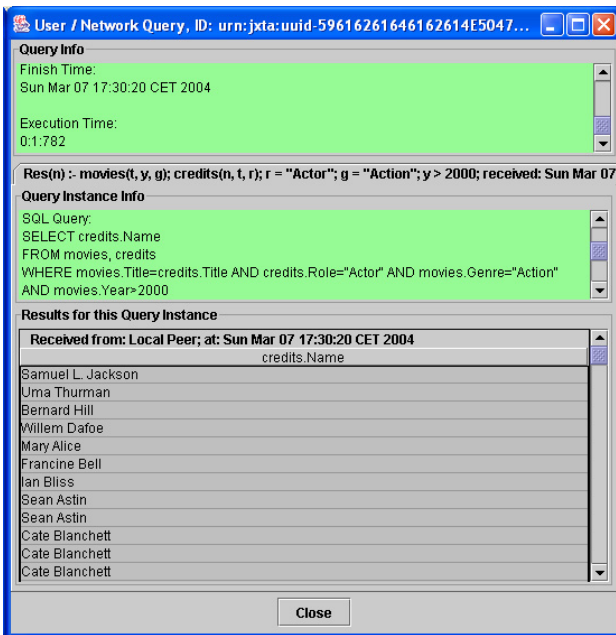 User / Network Query, ID: urn:jxta:uuid-59616261646162614E5047...
Query Info
Finish Time:
Sun Mar 07 17:30:20 CET 2004
Execution Time:
0:1:782
Res(n) :- movies(t, y, g); credits(n, t, r); r = "Actor"; g = "Action"; y > 2000; received: Sun Mar 07
Query Instance Info
SQL Query:
SELECT credits.Name
FROM movies, credits
WHERE movies.Title=credits.Title AND credits.Role="Actor" AND movies.Genre="Action"
AND movies.Year>2000
Results for this Query Instance
Received from: Local Peer; at: Sun Mar 07 17:30:20 CET 2004
credits.Name
Samuel L. Jackson
Uma Thurman
Bernard Hill
Willem Dafoe
Mary Alice
Francine Bell
Ian Bliss
Sean Astin
Sean Astin
Cate Blanchett
Cate Blanchett
Cate Blanchett
Close